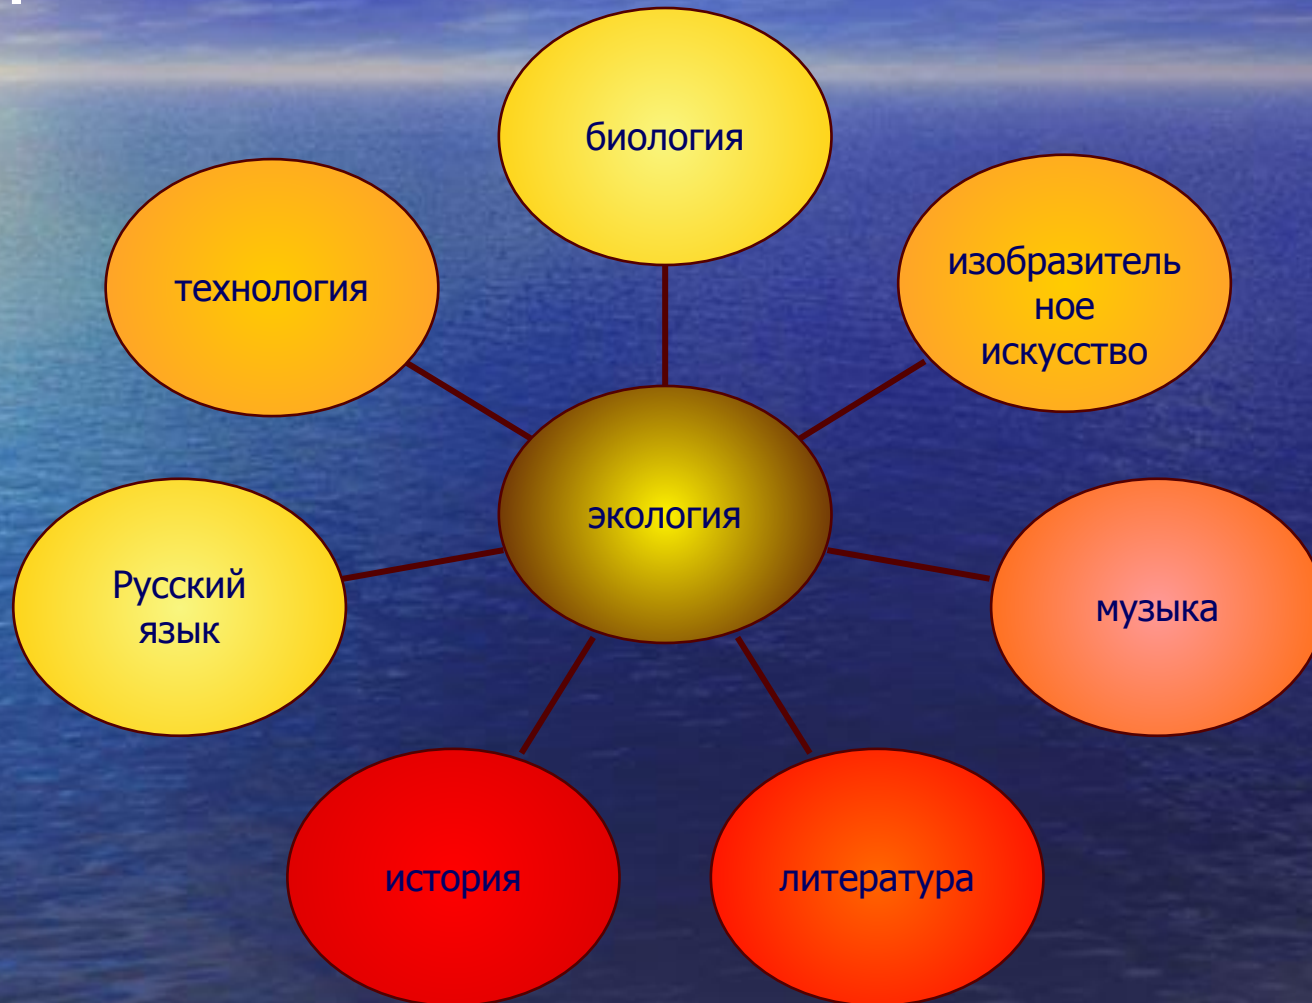 биология
технология
изобразитель
ное
искусство
экология
Русский
язык
музыка
история
литература